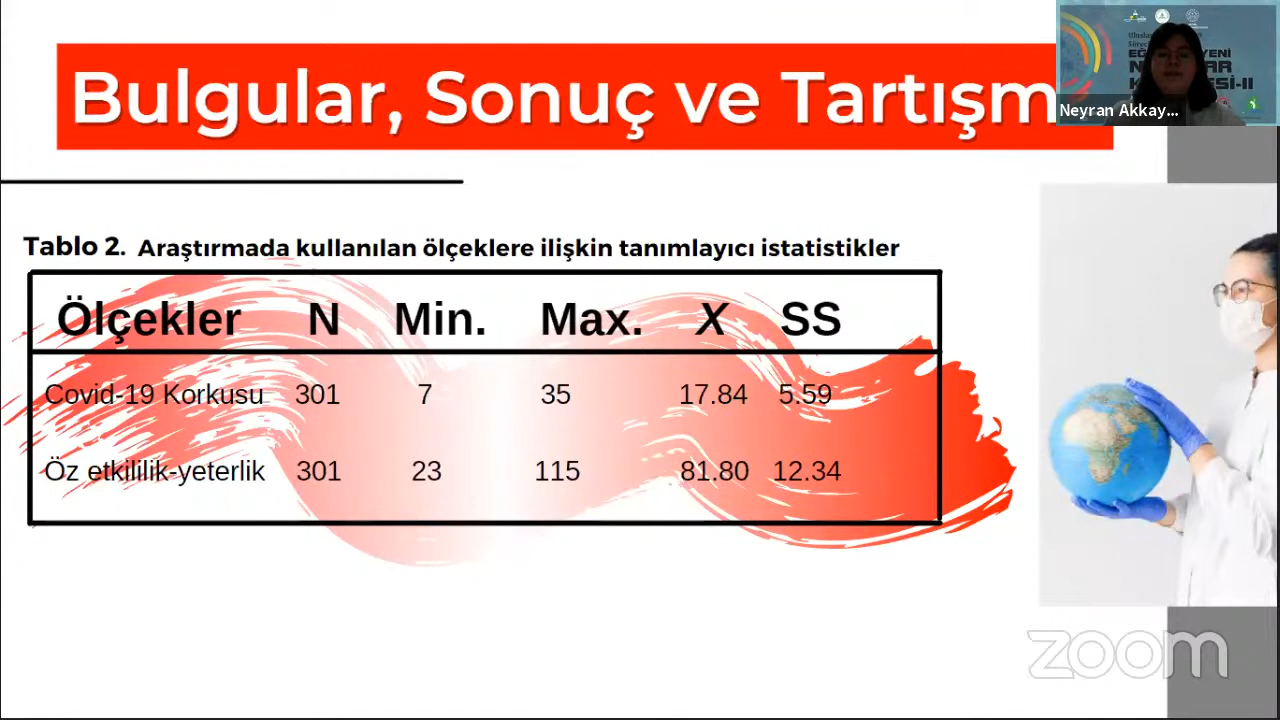 Bulgular, Sonuç ve Tartışm
Neyran Akkay...
Tablo 2. Araştırmada kullanılan ölçeklere ilişkin tanımlayıcı istatistikler
Ölçekler N Min. Max. X SS
Covid-19 Korkusu 301 7 35 17.84 5.59
Öz etkililik-yeterlik 301 23 115 81.80 12.34
zoom